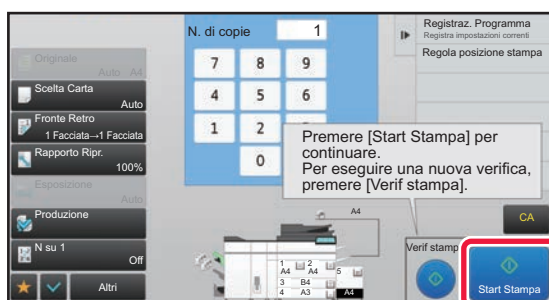 N. di copie
1
Registraz. Programma
Registra impostazioni correnti
Regola posizione stampa
Originale
Auto A4
Scelta Carta
Auto
Fronte Retro
1 Facciata→1 Facciata
Rapporto Ripr.
100%
Esposizione
Auto
Produzione
N su 1
Off
Altri
7 8 9
4 5 6
1 2
0
Premere [Start Stampa] per
continuare.
Per eseguire una nuova verifica,
premere [Verif stampa].
A4
1 2
A4 A4 5
3 B4
4 A3 A4
CA
Verif stamp
Start Stampa